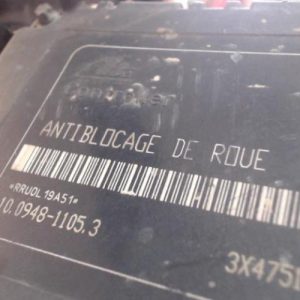 ANTIBLOCAGE DE ROUE
*RRUOL 19A51*
10.0948-1105.3
3X475